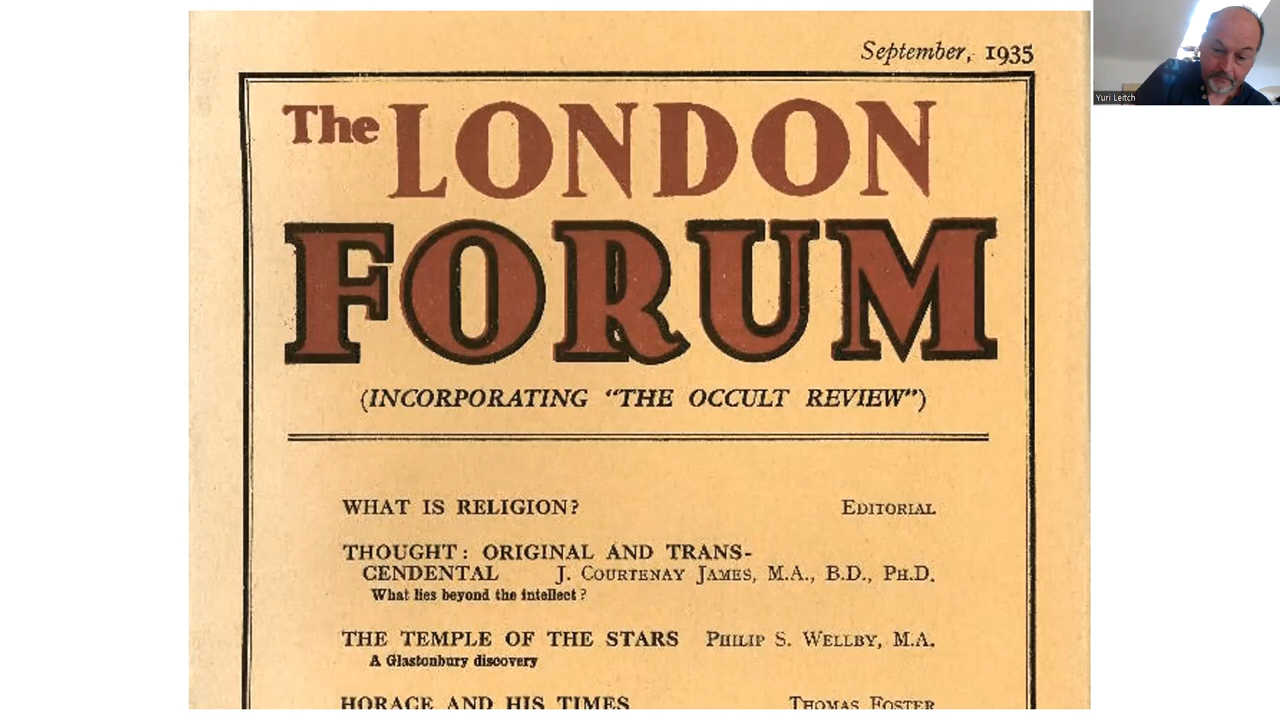 September, 1935
The LONDON
FORUM
(INCORPORATING "THE OCCULT REVIEW")
WHAT IS RELIGION? EDITORIAL
THOUGHT: ORIGINAL AND TRANS-
CENDENTAL J. COURTENAY JAMES, M.A., B.D., PH.D.
What lies beyond the intellect?
THE TEMPLE OF THE STARS PHILIP S. WELLBY, M.A.
A Glastonbury discovery
HORACE AND HIS TIMES THOMAS FOSTER
Yuri Leitch